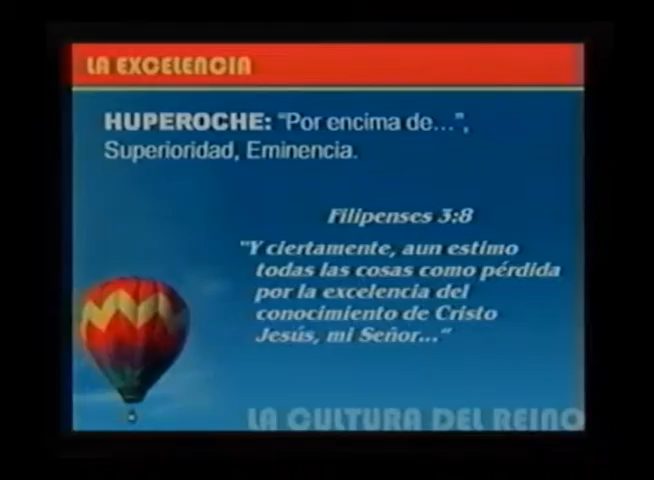 LA EXCELENCIA
HUPEROCHE: "Por encima de...",
Superioridad, Eminencia.
Filipenses 3:8
"Y ciertamente, aun estimo
todas las cosas como pérdida
por la excelencia del
conocimiento de Cristo
Jesús, mi Señor..."
LA CULTURA DEL REINO